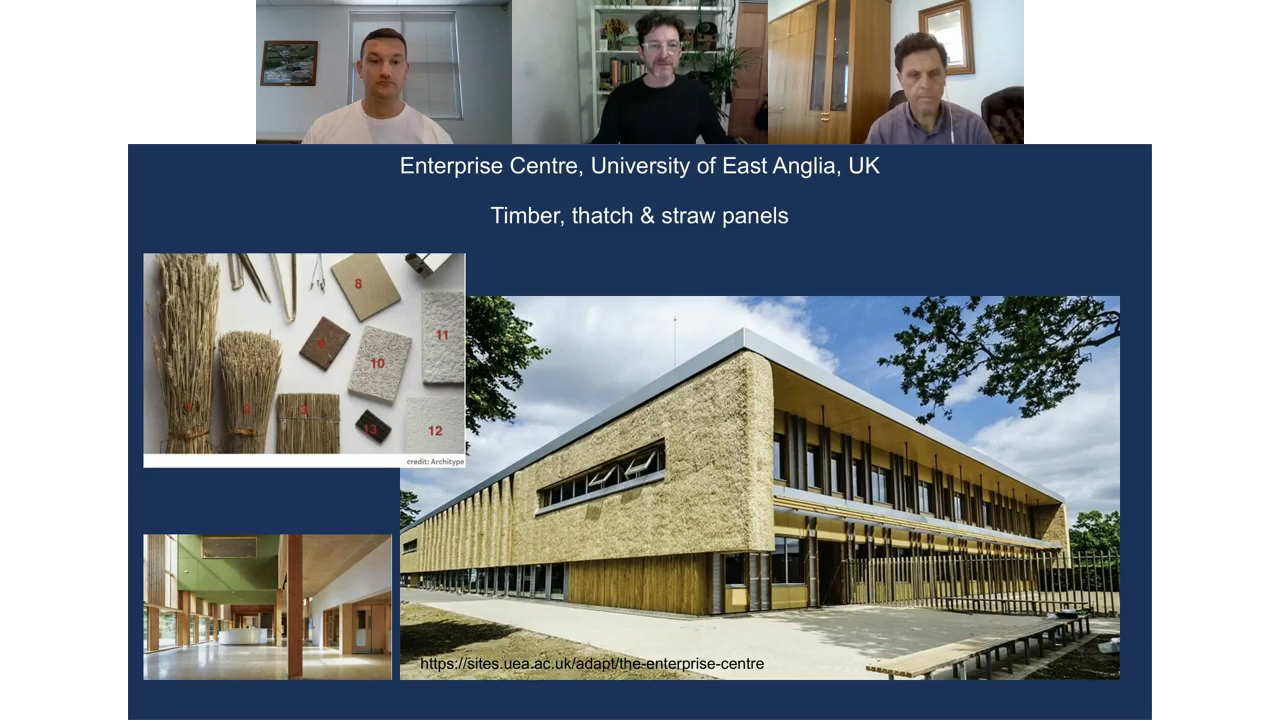 Enterprise Centre, University of East Anglia, UK
Timber, thatch & straw panels
8
11
9
10
1
2
3
13
12
credit: Architype
https://sites.uea.ac.uk/adapt/the-enterprise-centre